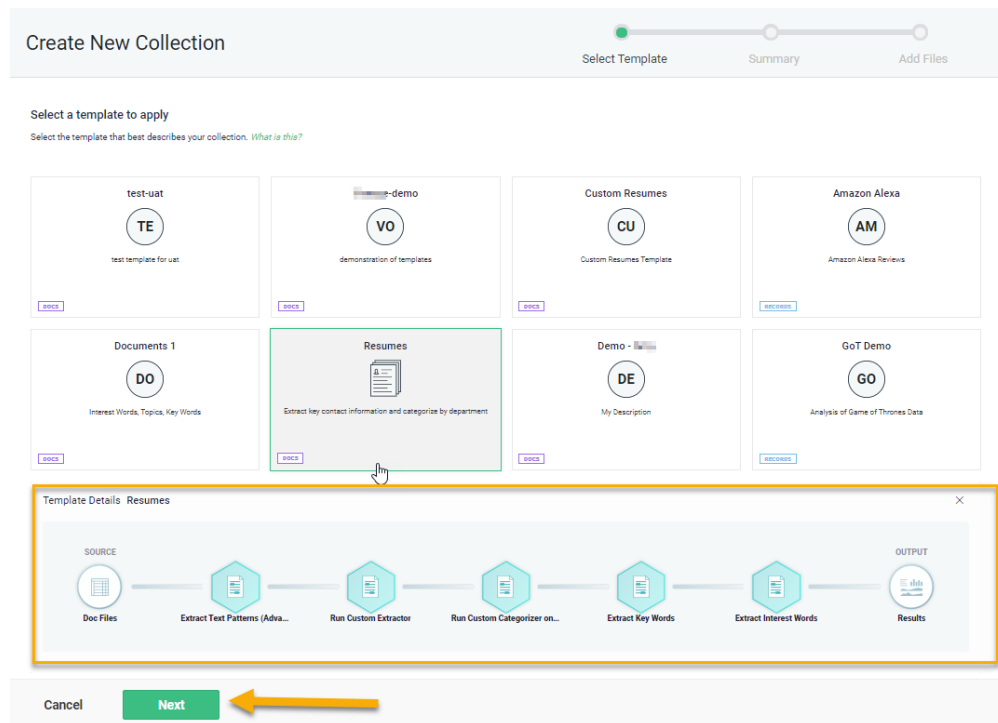 Create New Collection
Select Template
Summary
Add Files
Select a template to apply
Select the template that best describes your collection. What is this?
test-uat
TE
test template for uat
DOCS
e-demo
VO
demonstration of templates
DOCS
Custom Resumes
CU
Custom Resumes Template
DOCS
Amazon Alexa
AM
Amazon Alexa Reviews
RECORDS
Documents 1
DO
Interest Words, Topics, Key Words
DOCS
Resumes
Extract key contact information and categorize by department
DOCS
Demo -
DE
My Description
DOCS
GoT Demo
GO
Analysis of Game of Thrones Data
RECORDS
Template Details Resumes
SOURCE
Doc Files
Extract Text Patterns (Adva...
Run Custom Extractor
Run Custom Categorizer on...
Extract Key Words
Extract Interest Words
OUTPUT
Results
Cancel
Next